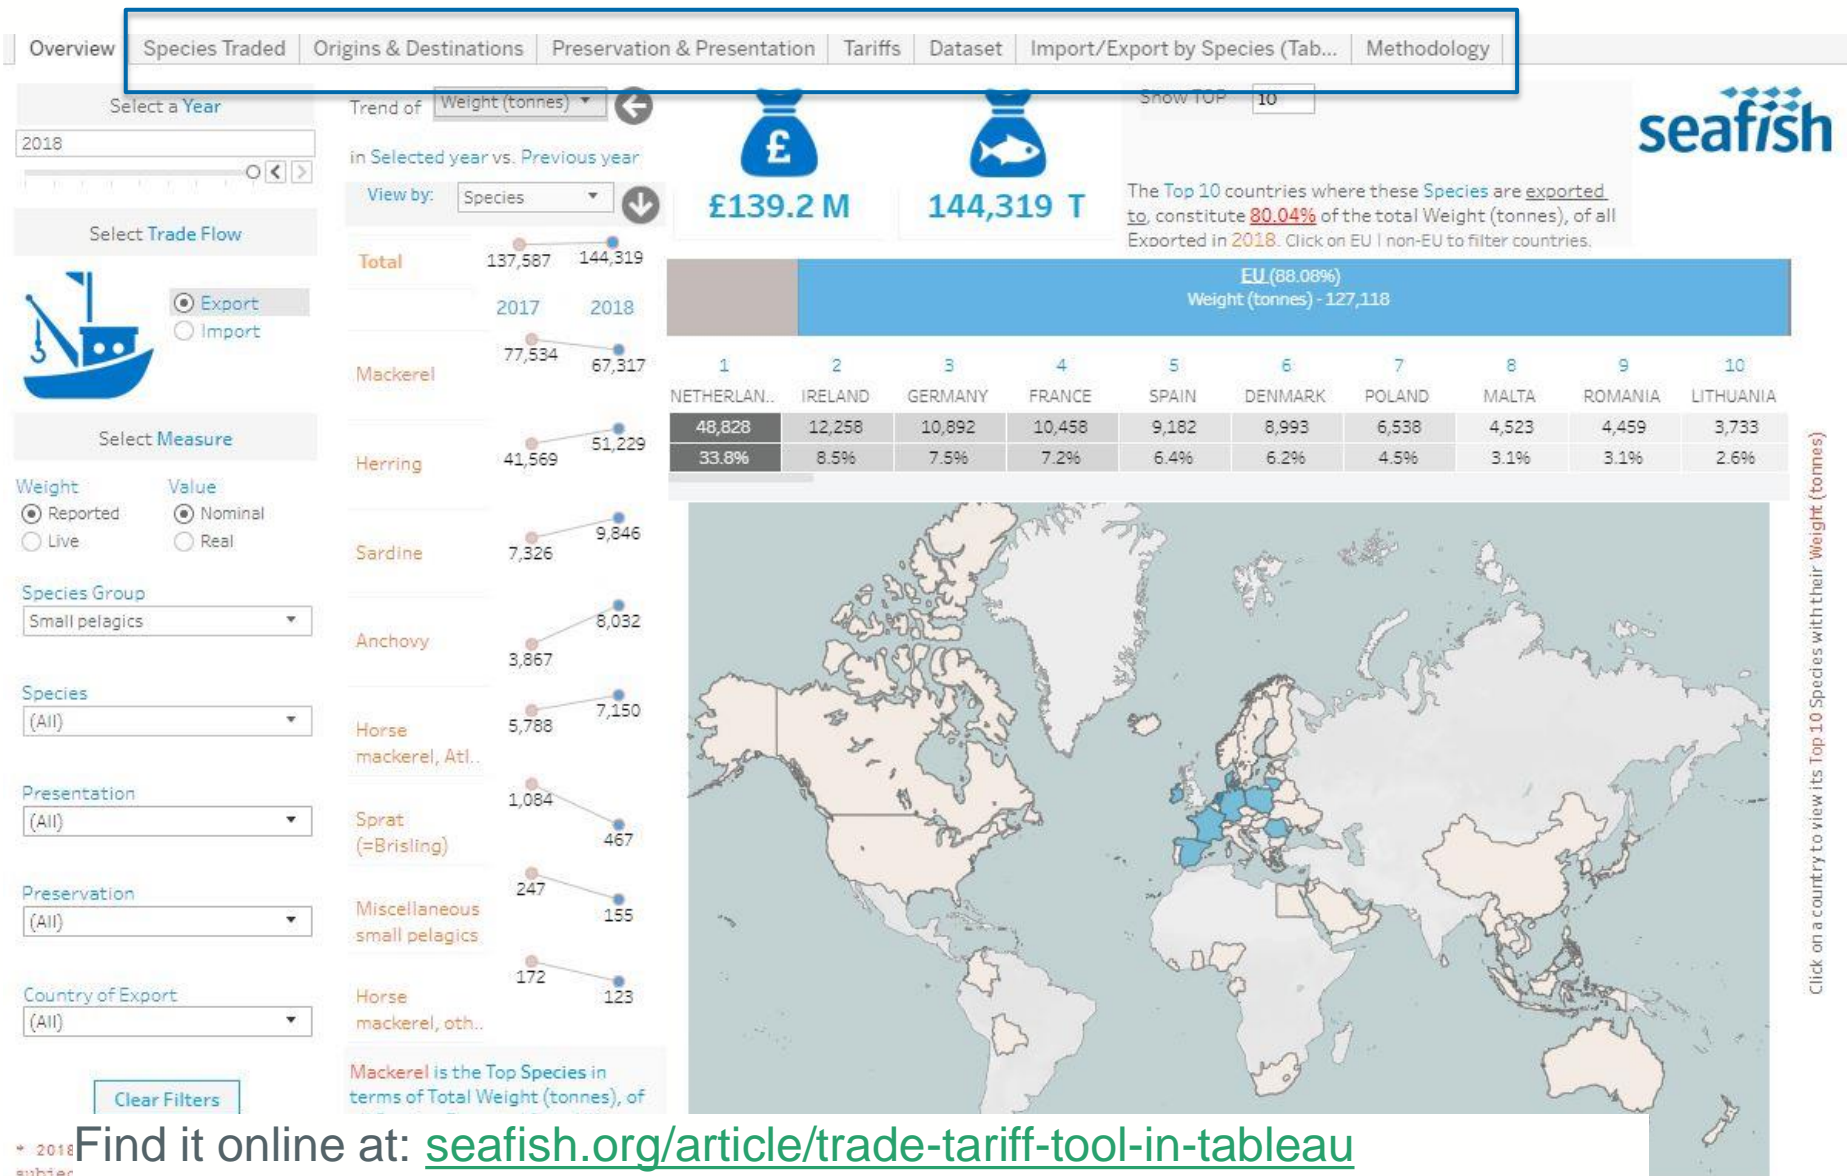 Overview Species Traded Origins & Destinations Preservation & Presentation Tariffs Dataset Import/Export by Species (Tab... Methodology
Select a Year
2018
Select Trade Flow
Export
Import
Select Measure
Weight Value
Reported Nominal
Live Real
Species Group
Small pelagics
Species
(All)
Presentation
(All)
Preservation
(All)
Country of Export
(All)
Clear Filters
Trend of Weight (tonnes)
in Selected year vs. Previous year
View by: Species
Total 137,587 144,319
2017 2018
Mackerel 77,534 67,317
Herring 41,569 51,229
Sardine 7,326 9,846
Anchovy 3,867 8,032
Horse 5,788 7,150
mackerel, Atl..
Sprat 1,084 467
(=Brisling)
Miscellaneous 247 155
small pelagics
Horse 172 123
mackerel, oth..
Mackerel is the Top Species in
terms of Total Weight (tonnes), of
£
£139.2 M
144,319 T
Show TOP 10
seafish
The Top 10 countries where these Species are exported
to, constitute 80.04% of the total Weight (tonnes), of all
Exported in 2018. Click on EU | non-EU to filter countries.
EU (88.08%)
Weight (tonnes) - 127,118
1 2 3 4 5 6 7 8 9 10
NETHERLAN.. IRELAND GERMANY FRANCE SPAIN DENMARK POLAND MALTA ROMANIA LITHUANIA
48,828 12,258 10,892 10,458 9,182 8,993 6,538 4,523 4,459 3,733
33.8% 8.5% 7.5% 7.2% 6.4% 6.2% 4.5% 3.1% 3.1% 2.6%
Click on a country to view its Top 10 Species with their Weight (tonnes)
* 2018
Find it online at: seafish.org/article/trade-tariff-tool-in-tableau